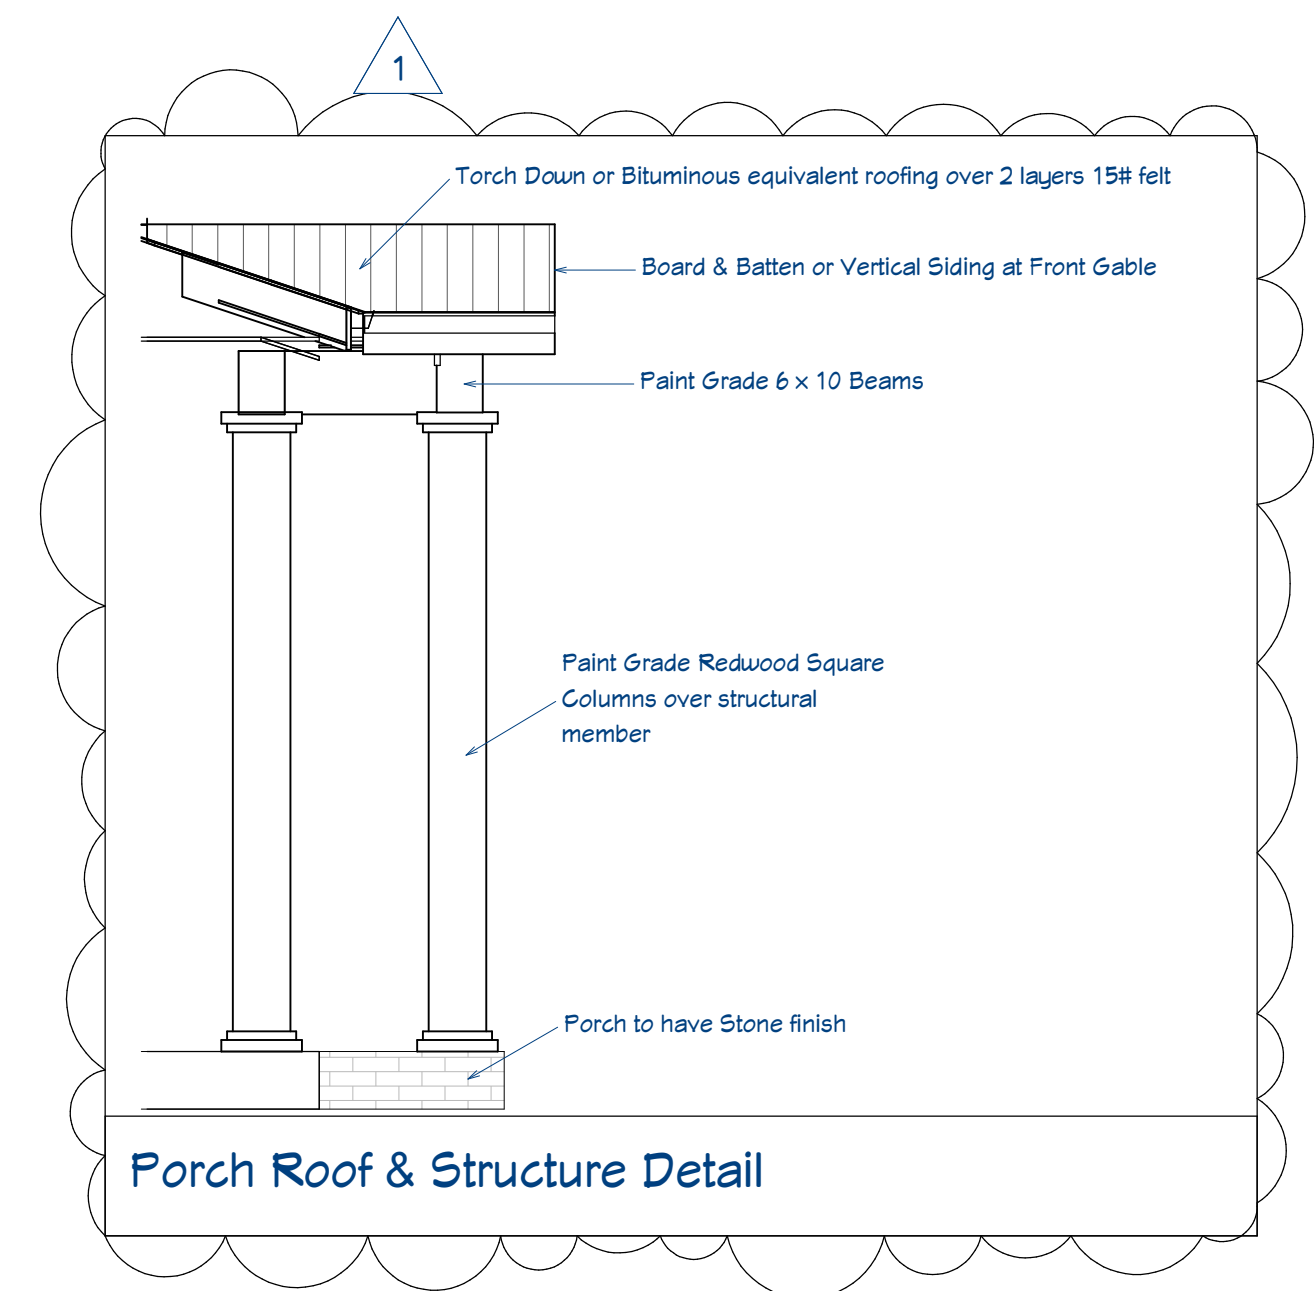 1
Torch Down or Bituminous equivalent roofing over 2 layers 15# felt
Board & Batten or Vertical Siding at Front Gable
Paint Grade 6 x 10 Beams
Paint Grade Redwood Square
Columns over structural
member
Porch to have Stone finish
Porch Roof & Structure Detail